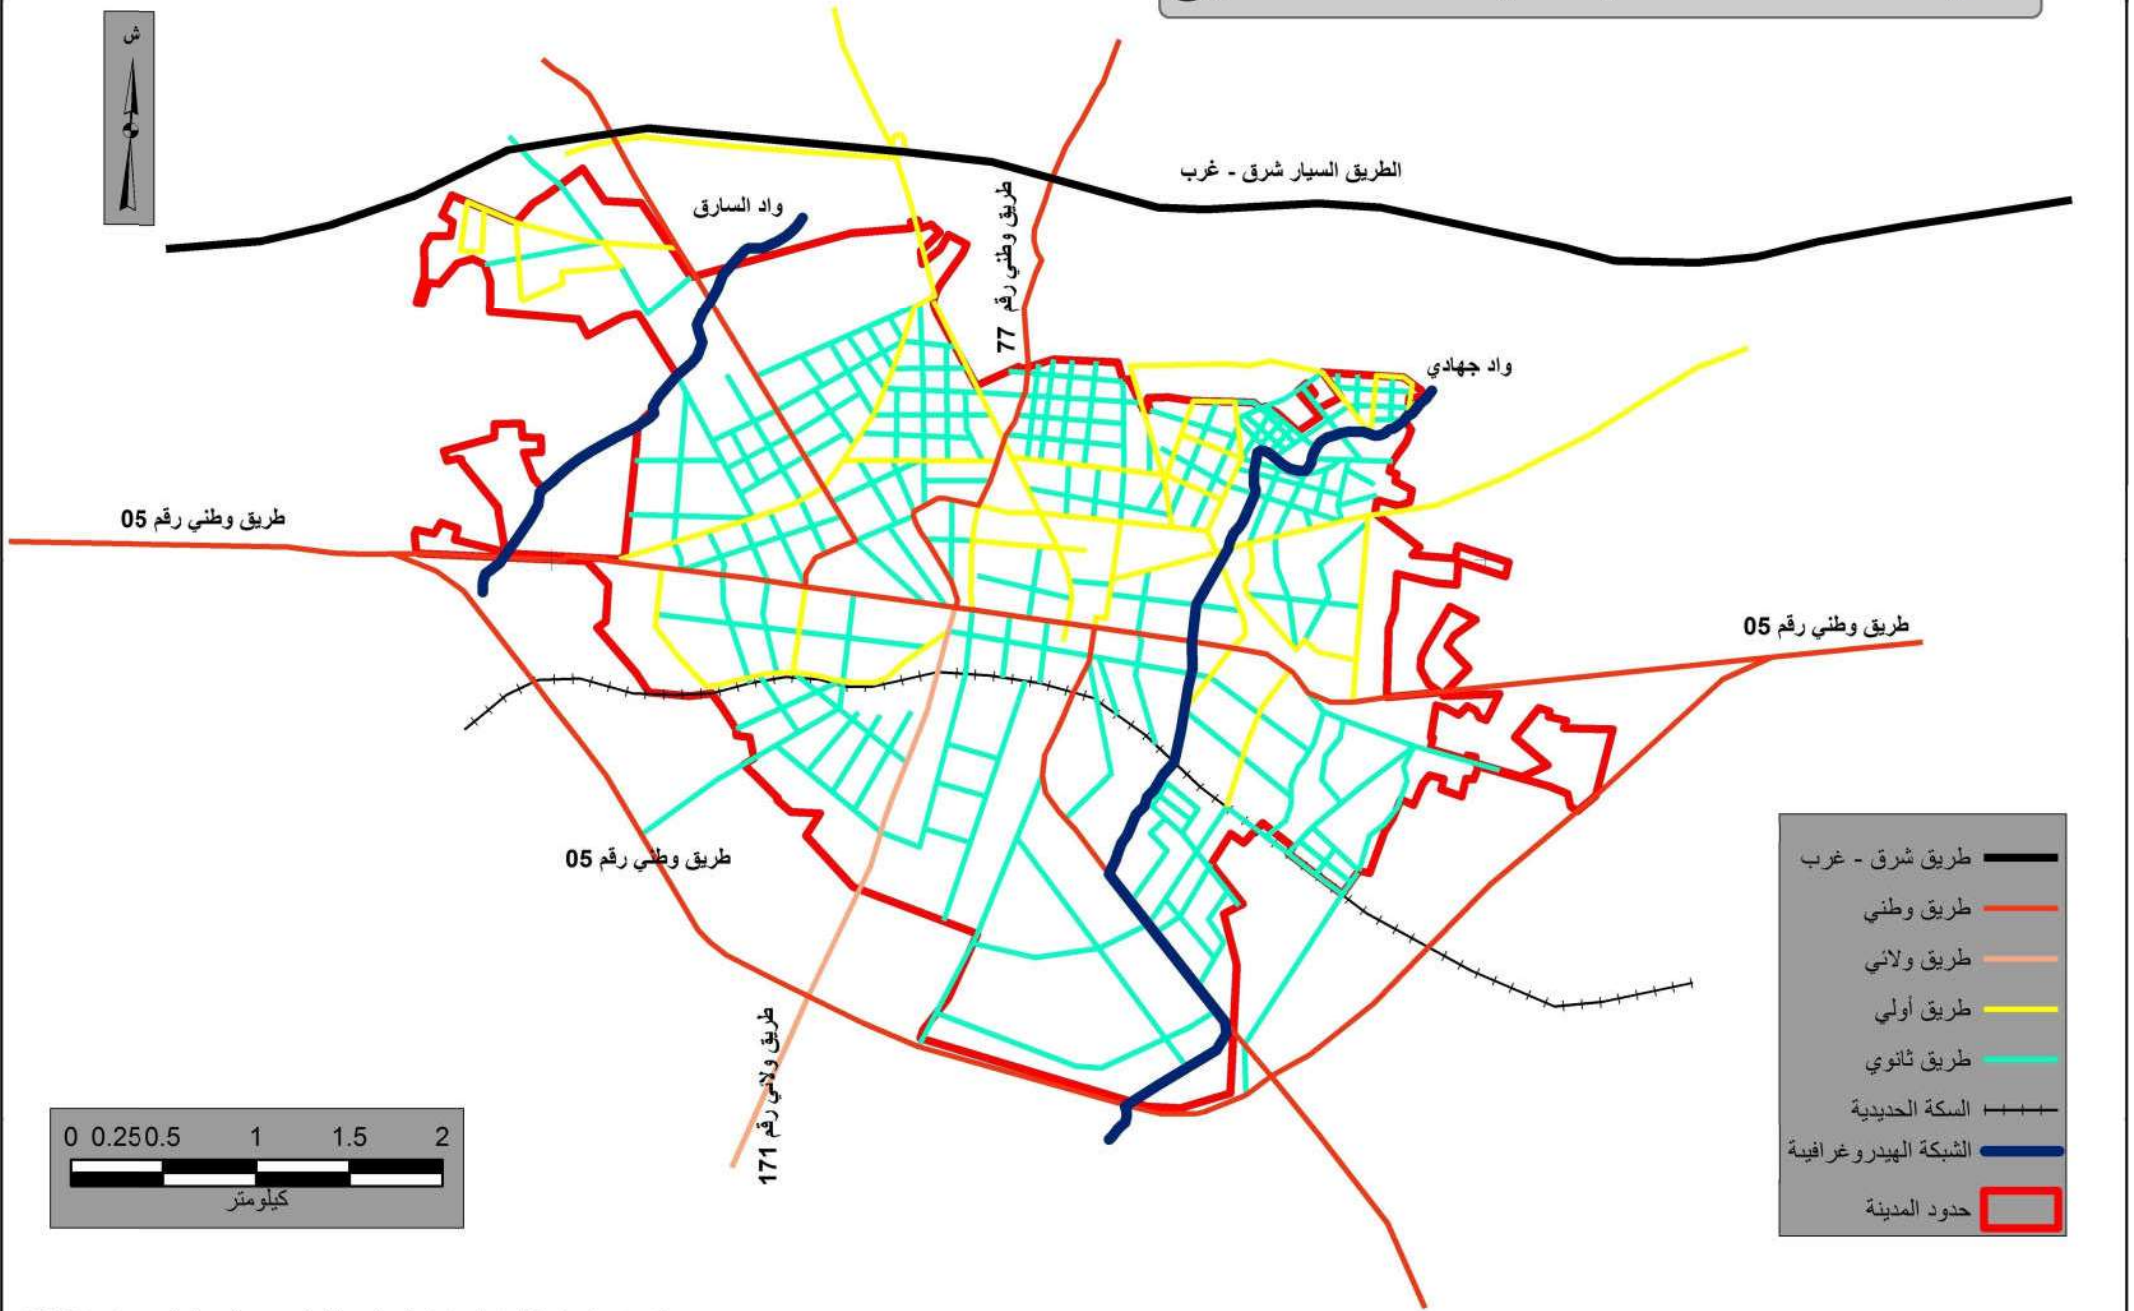 ش
الطريق السيار شرق - غرب
واد السارق
طريق وطني رقم 77
واد جهادي
طريق وطني رقم 05
طريق وطني رقم 05
طريق وطني رقم 05
طريق ولائي رقم 171
طريق شرق - غرب
طريق وطني
طريق ولائي
طريق أولي
طريق ثانوي
السكة الحديدية
الشبكة الهيدروغرافيىة
حدود المدينة
0 0.25 0.5 1 1.5 2
كيلومتر